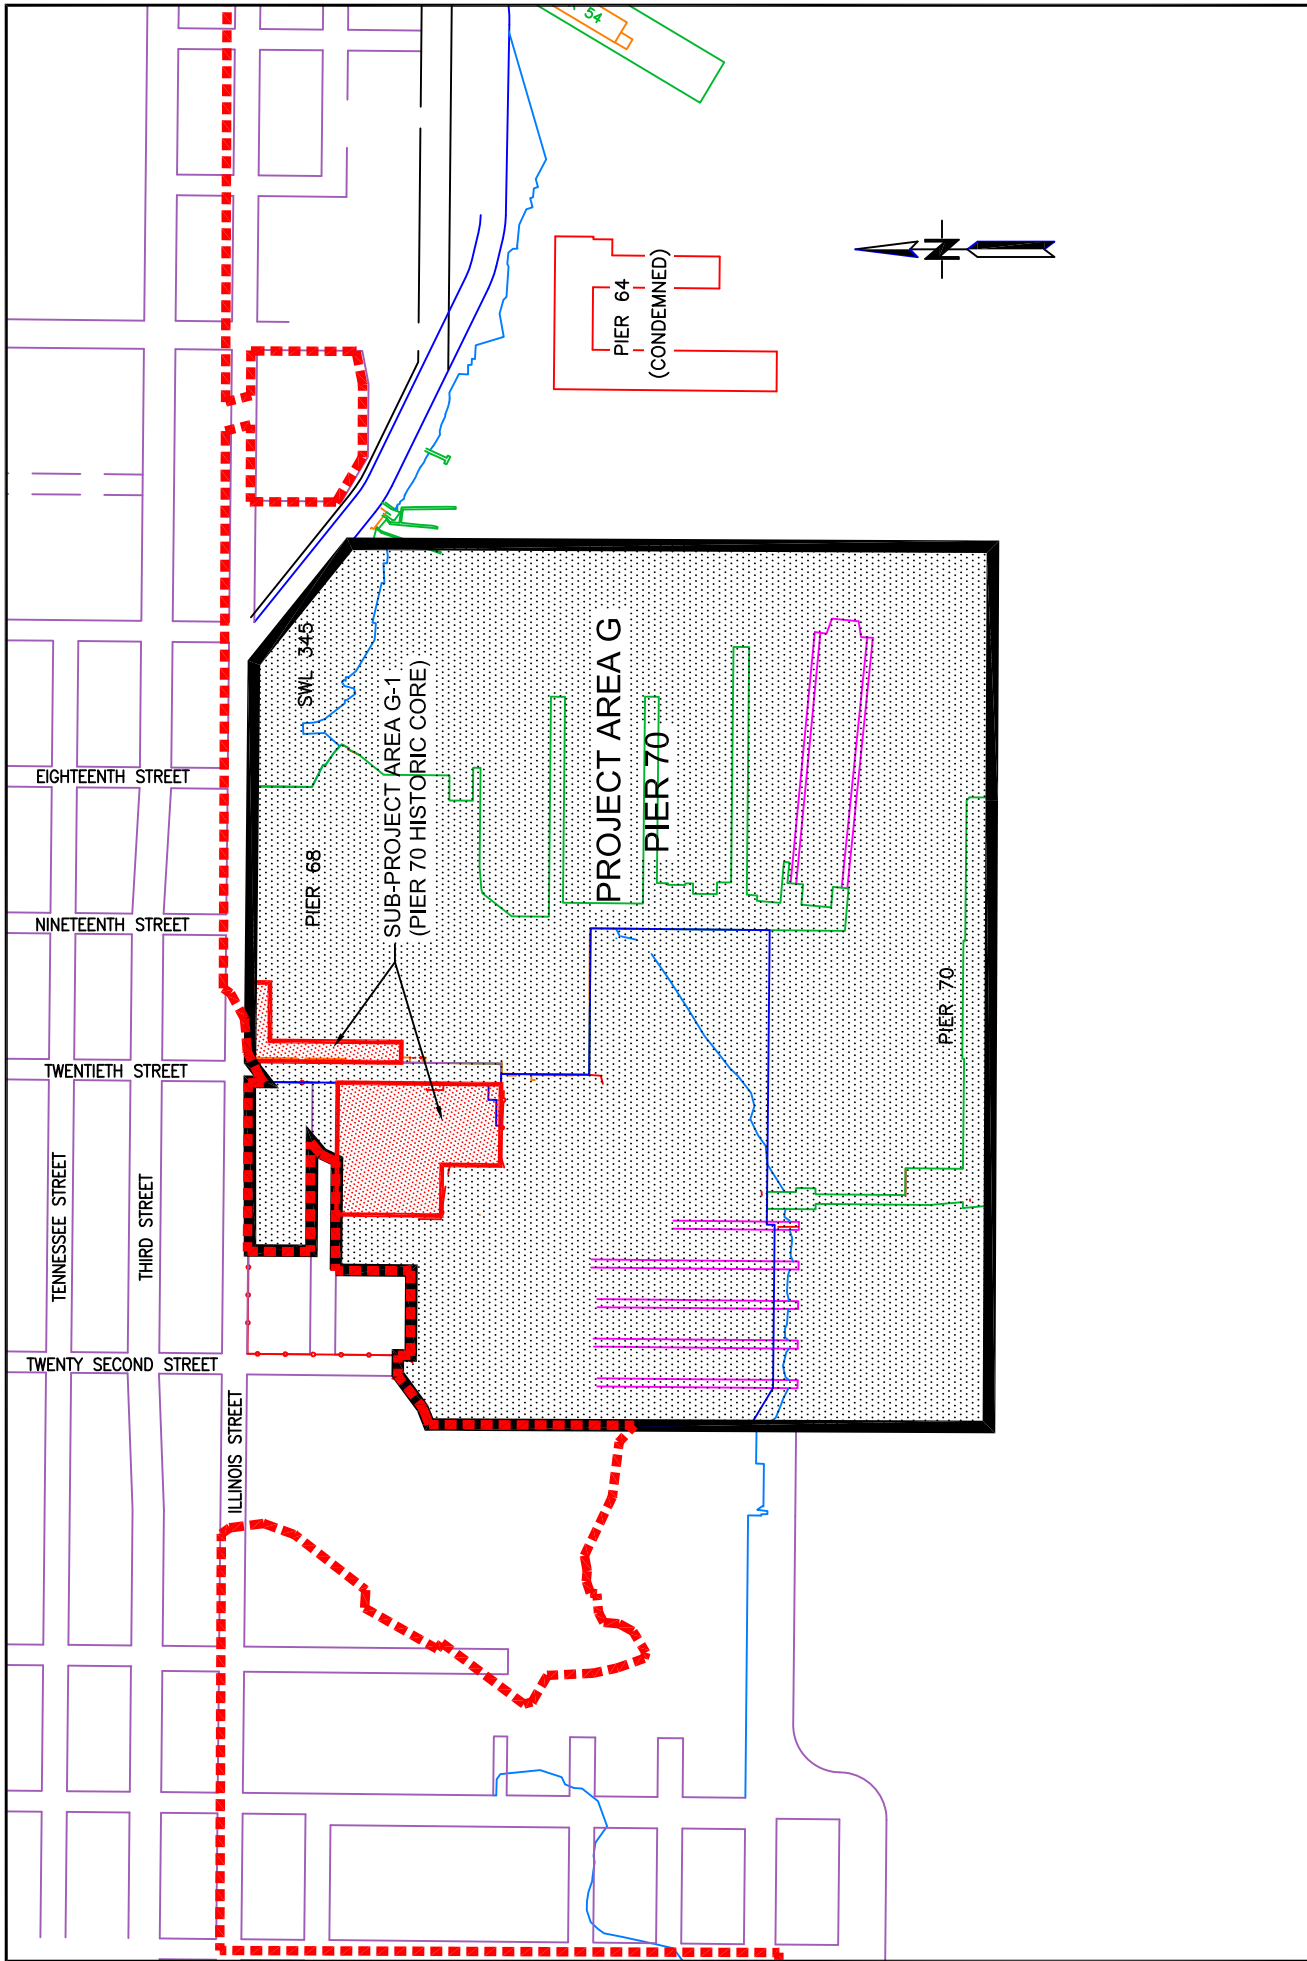 54
N
PIER 64
(CONDEMNED)
SWL 345
SUB-PROJECT AREA G-1
(PIER 70 HISTORIC CORE)
PROJECT AREA G
PIER 70
EIGHTEENTH STREET
PIER 68
NINETEENTH STREET
PIER 70
TWENTIETH STREET
TENNESSEE STREET
THIRD STREET
TWENTY SECOND STREET
ILLINOIS STREET